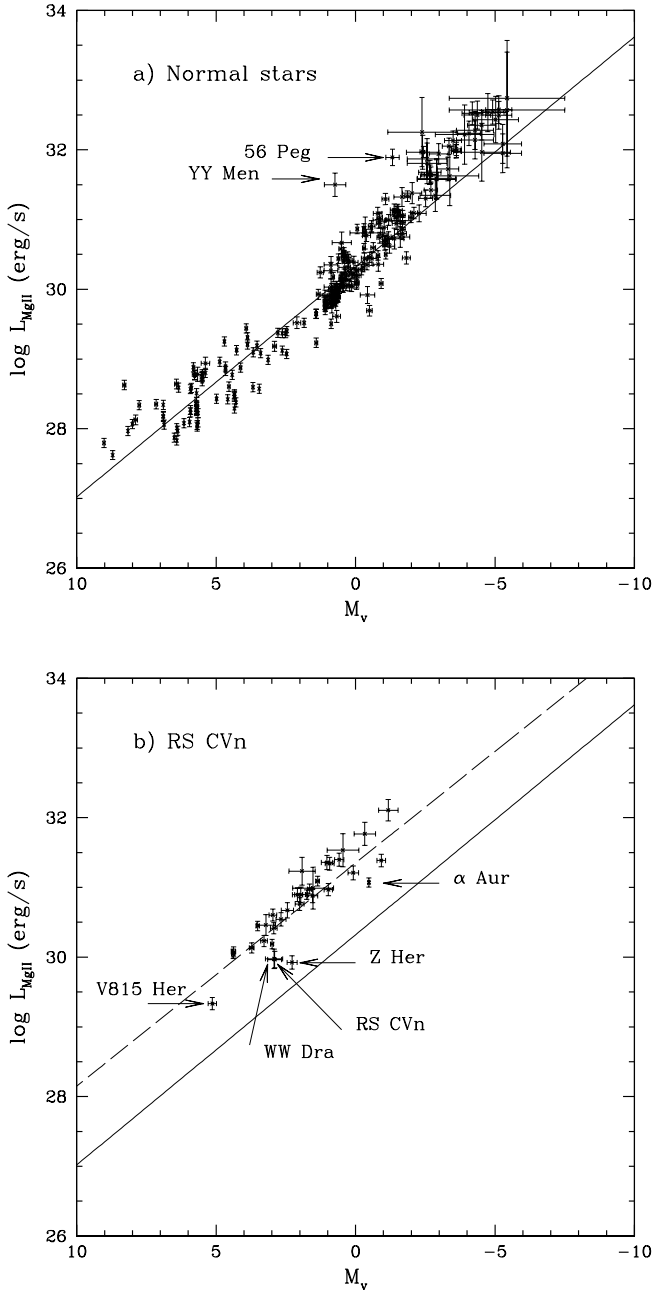 34
a) Normal stars
32
56 Peg
YY Men
30
28
26
log L_MgII (erg/s)
10 5 0 -5 -10
M_v
34
b) RS CVn
32
α Aur
30
Z Her
V815 Her
RS CVn
WW Dra
28
26
log L_MgII (erg/s)
10 5 0 -5 -10
M_v